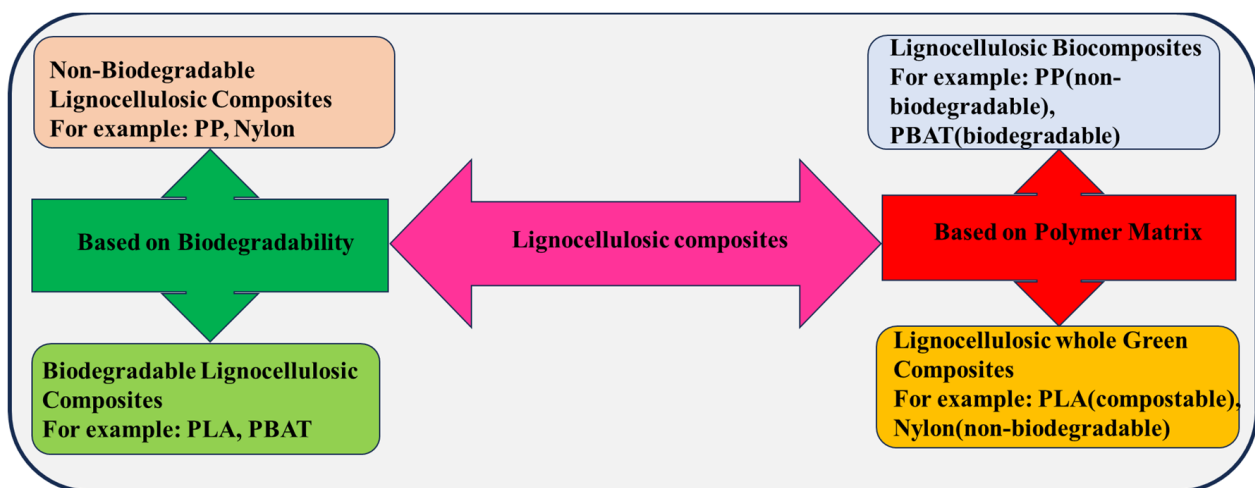 Non-Biodegradable
Lignocellulosic Composites
For example: PP, Nylon
Based on Biodegradability
Biodegradable Lignocellulosic
Composites
For example: PLA, PBAT
Lignocellulosic composites
Lignocellulosic Biocomposites
For example: PP(non-
biodegradable),
PBAT(biodegradable)
Based on Polymer Matrix
Lignocellulosic whole Green
Composites
For example: PLA(compostable),
Nylon(non-biodegradable)